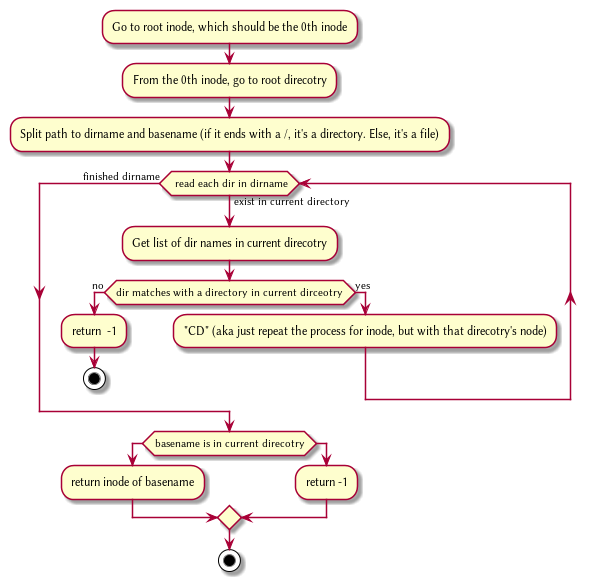 Go to root inode, which should be the 0th inode
From the 0th inode, go to root direcotry
Split path to dirname and basename (if it ends with a /, it's a directory. Else, it's a file)
finished dirname
read each dir in dirname
exist in current directory
Get list of dir names in current direcotry
no
dir matches with a directory in current dirceotry
yes
return  -1
"CD" (aka just repeat the process for inode, but with that direcotry's node)
basename is in current direcotry
return inode of basename
return -1